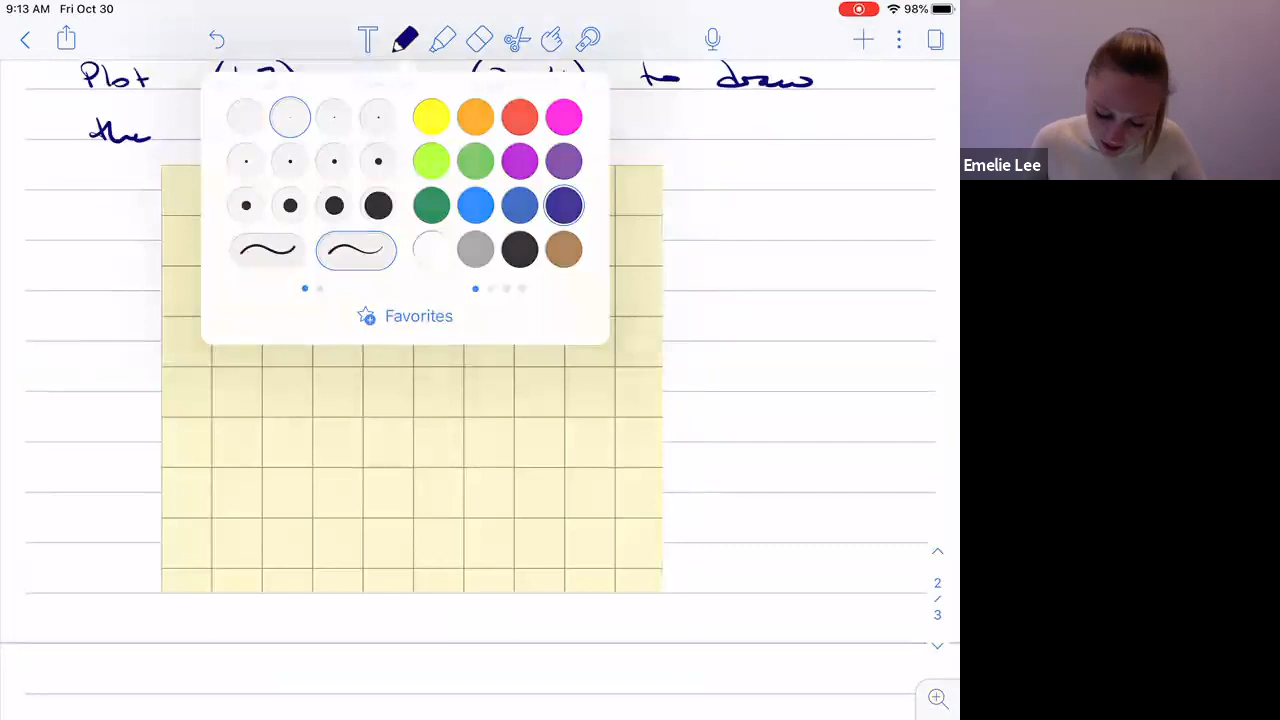 9:13 AM Fri Oct 30
98%
Plot to draw
the
Emelie Lee
Favorites
2
/
3